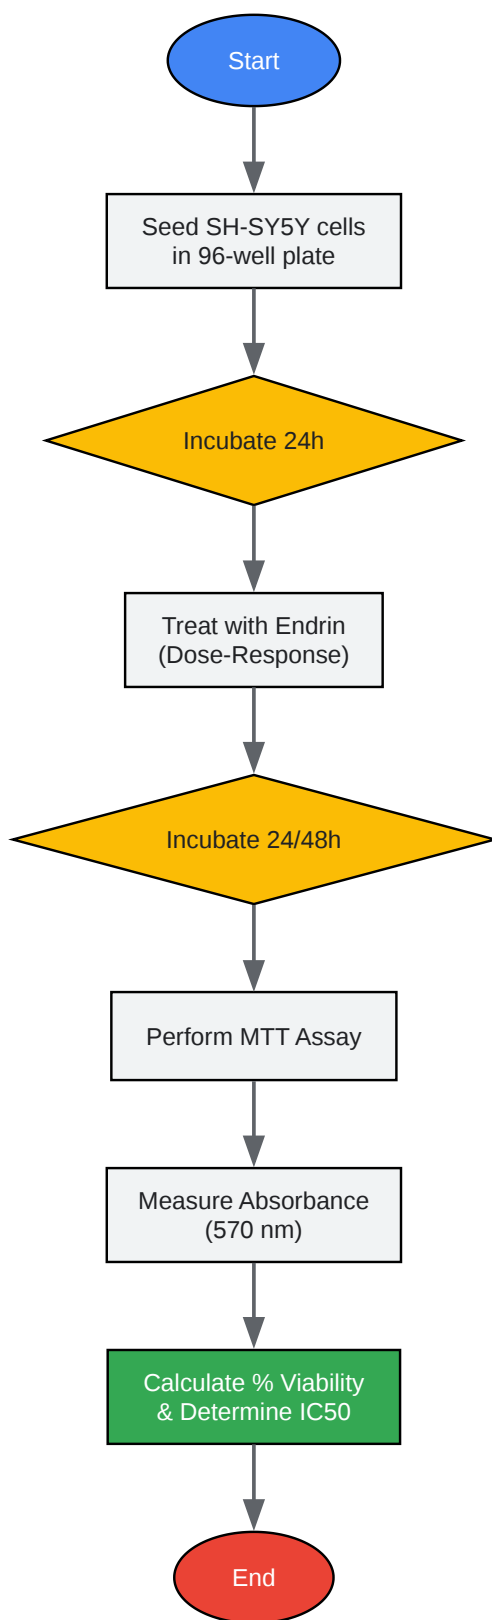 Start
Seed SH-SY5Y cells
in 96-well plate
Incubate 24h
Treat with Endrin
(Dose-Response)
Incubate 24/48h
Perform MTT Assay
Measure Absorbance
(570 nm)
Calculate % Viability
& Determine IC50
End